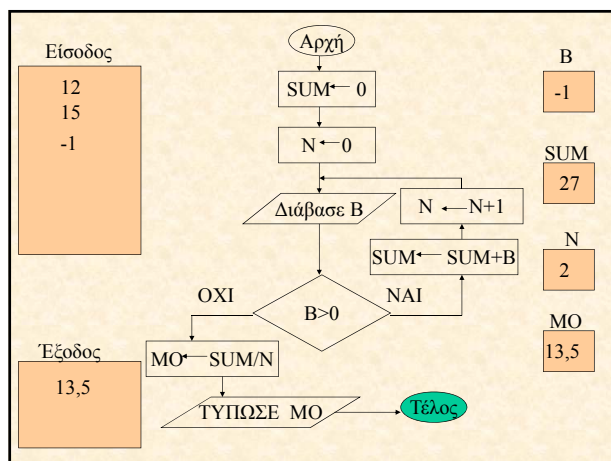 Είσοδος
12
15
-1
Αρχή
SUM ← 0
N ← 0
Διάβασε Β
N ← N+1
SUM ← SUM+B
B>0
ΟΧΙ
ΝΑΙ
MO ← SUM/N
ΤΥΠΩΣΕ ΜΟ
Τέλος
Έξοδος
13,5
B
-1
SUM
27
N
2
MO
13,5